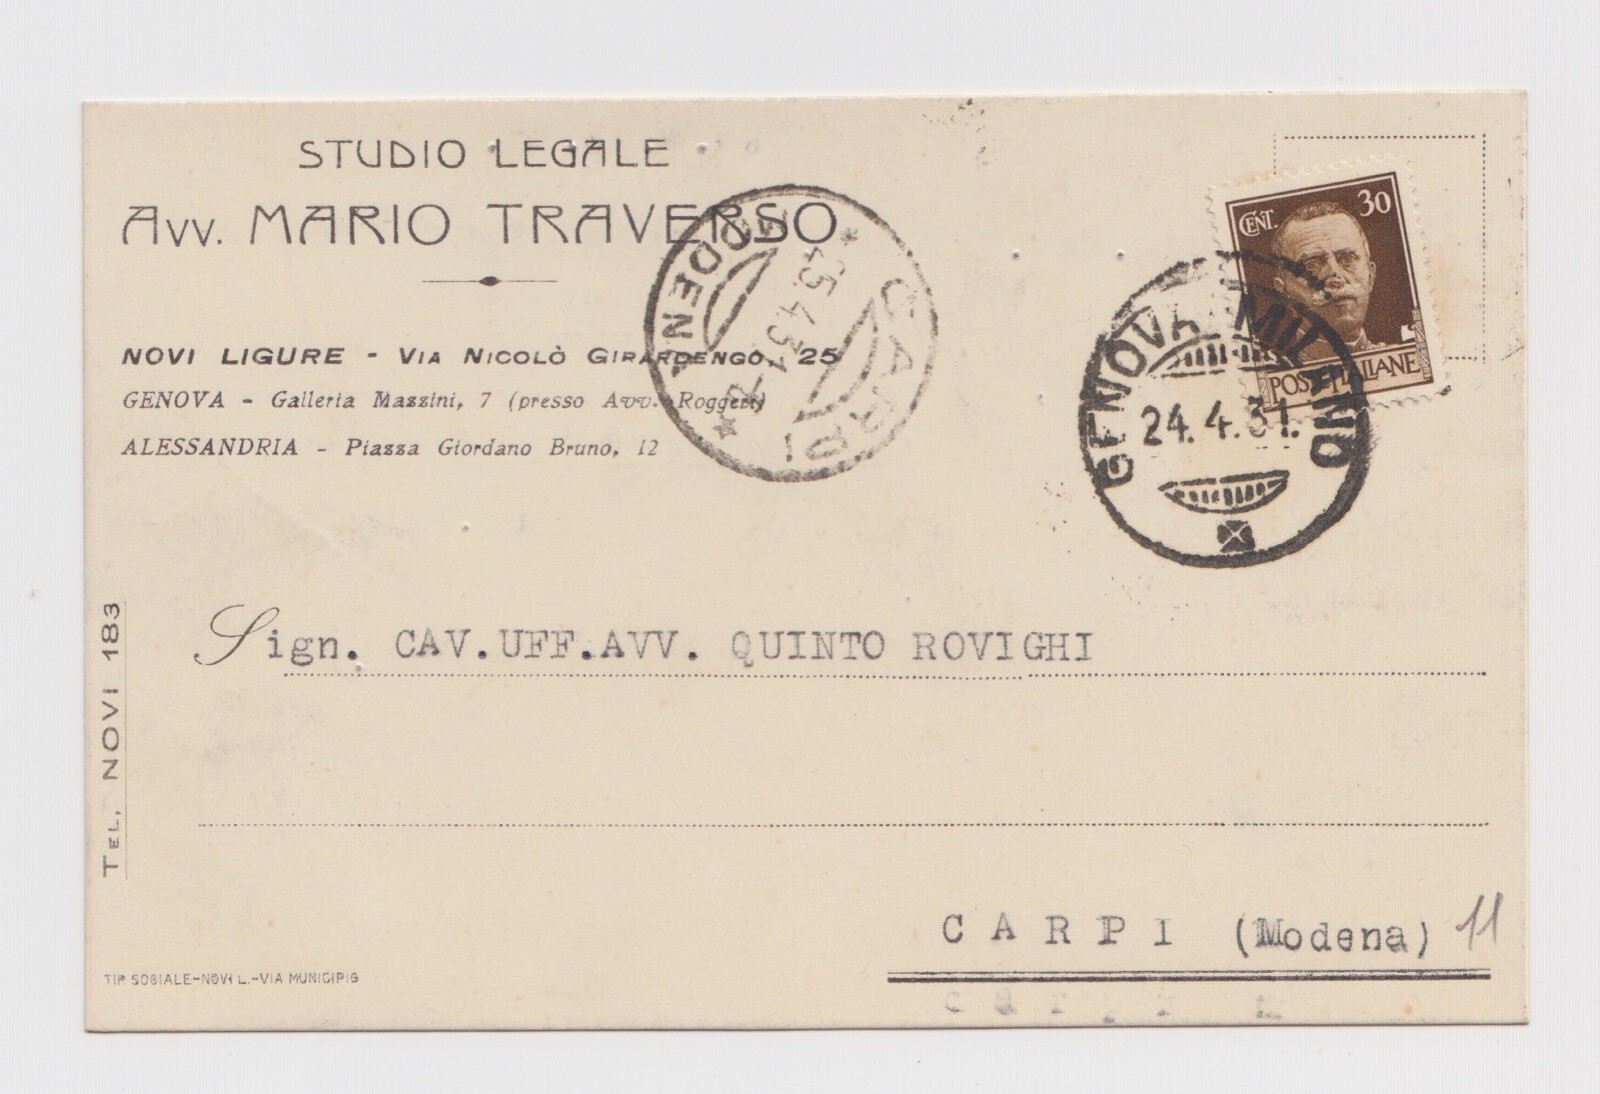 STUDIO LEGALE
Avv. MARIO TRAVERSO
NOVI LIGURE - VIA NICOLÒ GIRARDENGO, 25
GENOVA - Galleria Mazzini, 7 (presso Avv. Roggeri)
ALESSANDRIA - Piazza Giordano Bruno, 12
CARPI
MODENA
25.4.31
CENT. 30
POSTE ITALIANE
GENOVA MILANO
24.4.31.
TEL. NOVI 183
Sign. CAV.UFF.AVV. QUINTO ROVIGHI
CARPI (Modena) 11
TIP. SOCIALE-NOVI L.-VIA MUNICIPIO